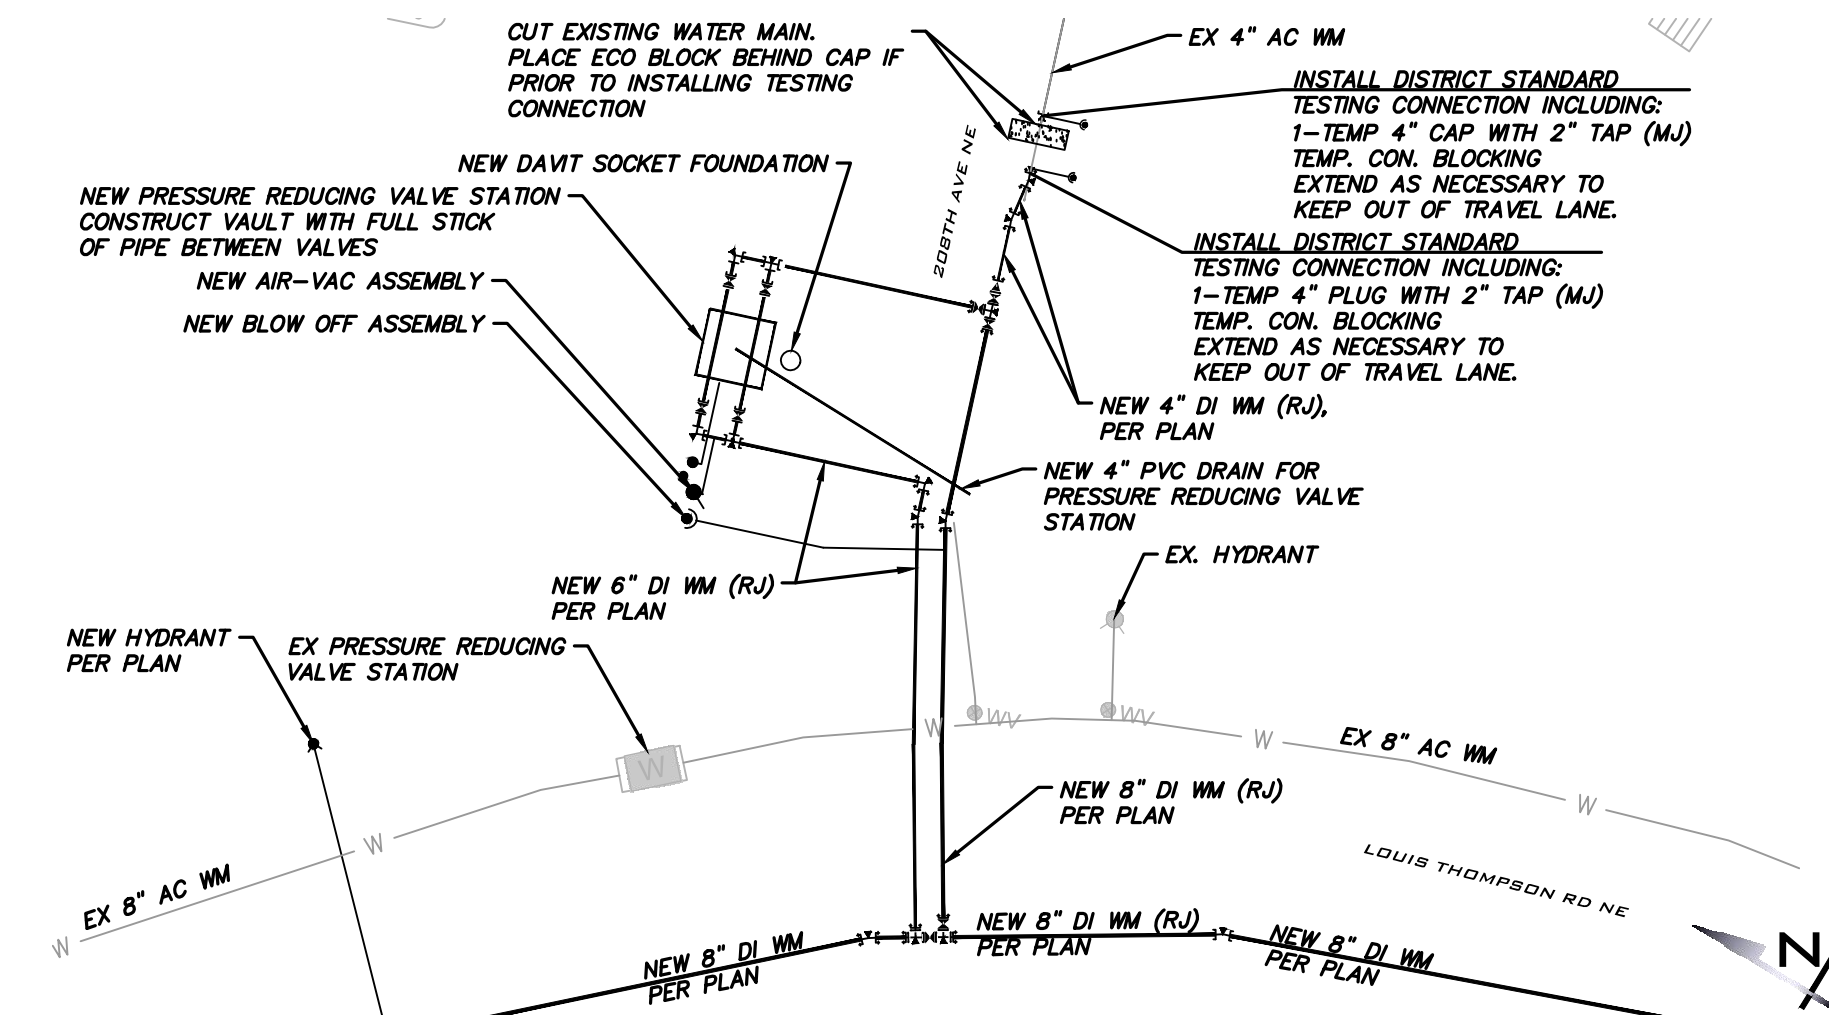 CUT EXISTING WATER MAIN.
PLACE ECO BLOCK BEHIND CAP IF
PRIOR TO INSTALLING TESTING
CONNECTION
EX 4" AC WM
INSTALL DISTRICT STANDARD
TESTING CONNECTION INCLUDING:
1-TEMP 4" CAP WITH 2" TAP (MJ)
TEMP. CON. BLOCKING
EXTEND AS NECESSARY TO
KEEP OUT OF TRAVEL LANE.
208TH AVE NE
NEW DAVIT SOCKET FOUNDATION
NEW PRESSURE REDUCING VALVE STATION
CONSTRUCT VAULT WITH FULL STICK
OF PIPE BETWEEN VALVES
NEW AIR-VAC ASSEMBLY
NEW BLOW OFF ASSEMBLY
INSTALL DISTRICT STANDARD
TESTING CONNECTION INCLUDING:
1-TEMP 4" PLUG WITH 2" TAP (MJ)
TEMP. CON. BLOCKING
EXTEND AS NECESSARY TO
KEEP OUT OF TRAVEL LANE.
NEW 4" DI WM (RJ),
PER PLAN
NEW 4" PVC DRAIN FOR
PRESSURE REDUCING VALVE
STATION
EX. HYDRANT
NEW 6" DI WM (RJ)
PER PLAN
NEW HYDRANT
PER PLAN
EX PRESSURE REDUCING
VALVE STATION
W
W
WV
WV
W
EX 8" AC WM
W
NEW 8" DI WM (RJ)
PER PLAN
W
EX 8" AC WM
W
LOUIS THOMPSON RD NE
NEW 8" DI WM
PER PLAN
NEW 8" DI WM (RJ)
PER PLAN
NEW 8" DI WM
PER PLAN
N